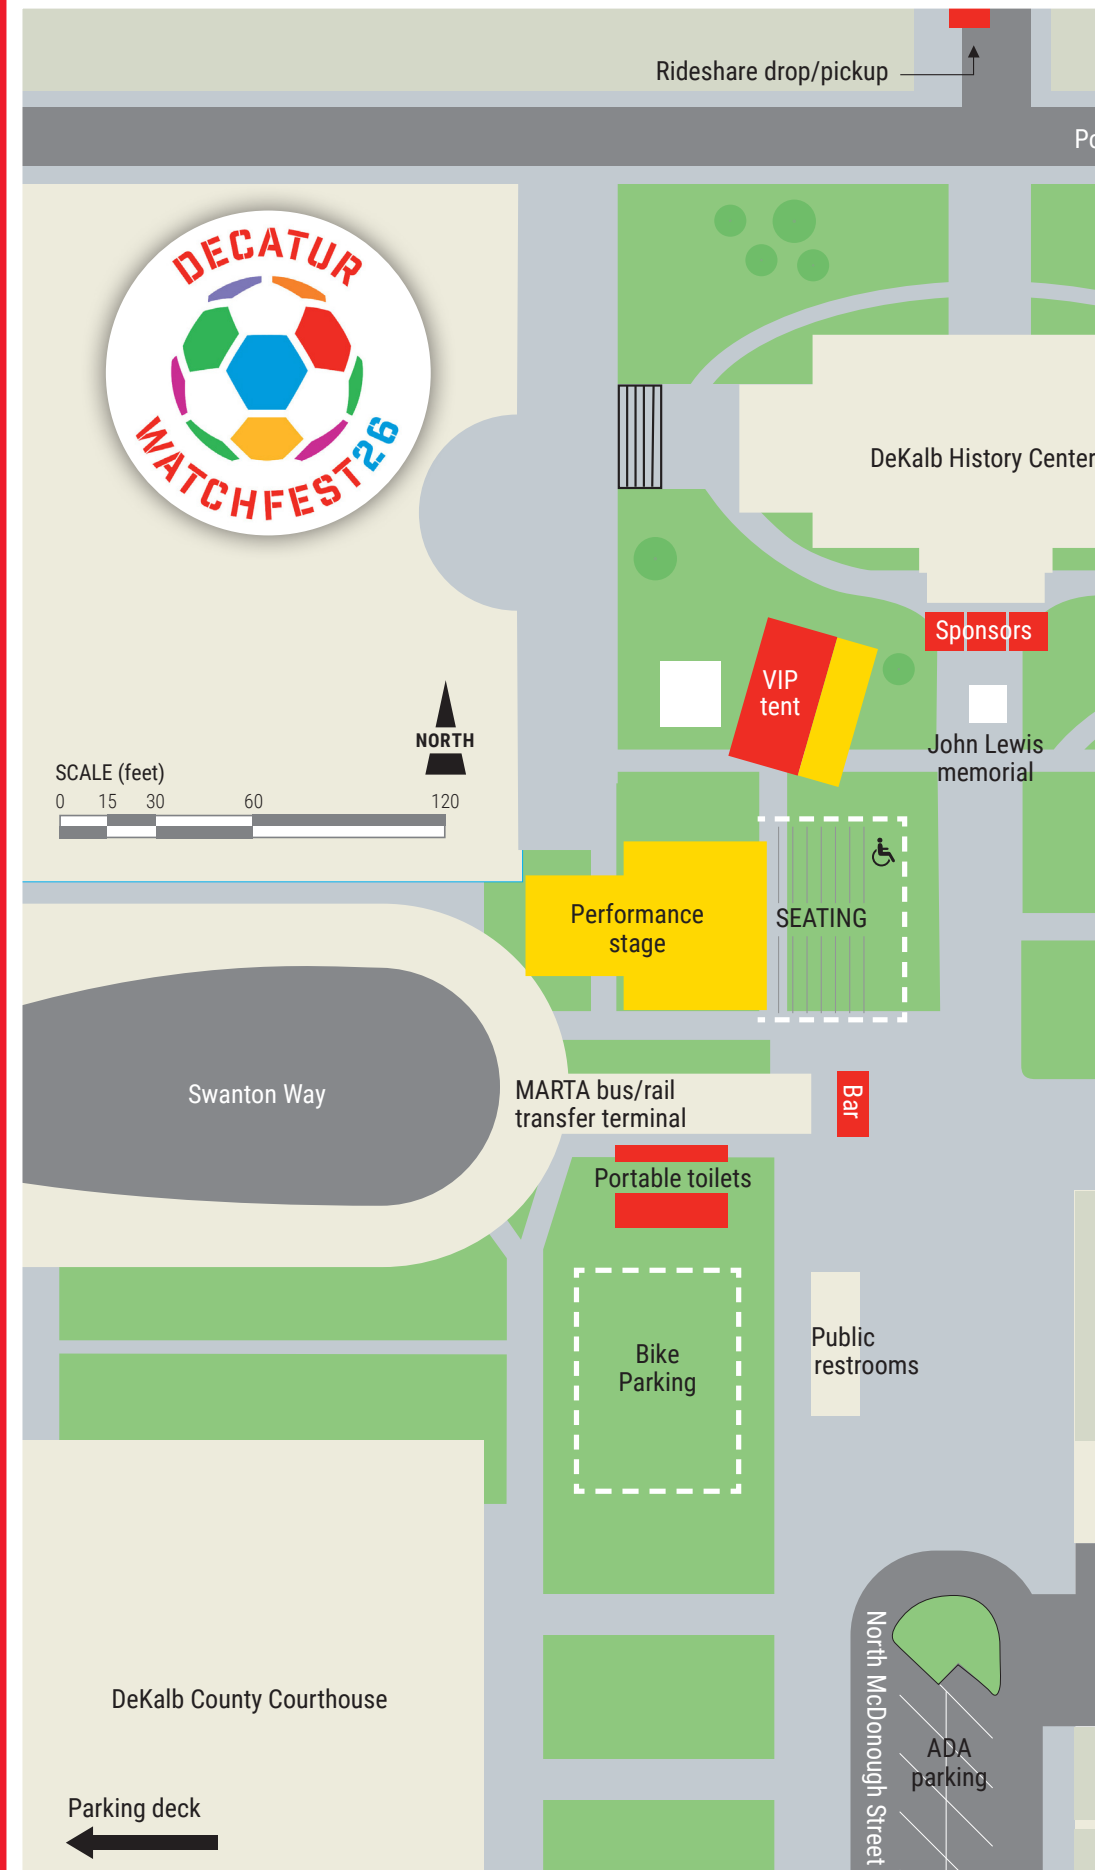 Rideshare drop/pickup
Po
DECATUR
WATCHFEST26
DeKalb History Center
Sponsors
VIP
tent
John Lewis
memorial
NORTH
SCALE (feet)
0 15 30 60 120
Performance
stage
SEATING
Swanton Way
MARTA bus/rail
transfer terminal
Bar
Portable toilets
Bike
Parking
Public
restrooms
North McDonough Street
DeKalb County Courthouse
ADA
parking
Parking deck